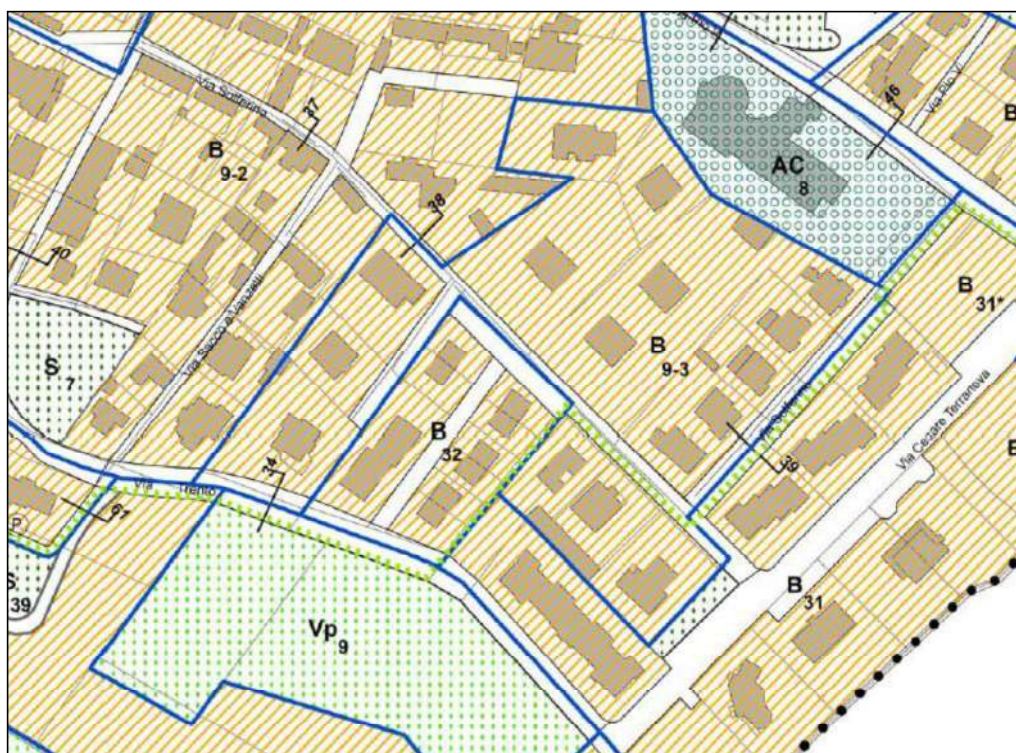 Via Solferina
37
46
Via Pio VI
B
B
9-2
AC
8
38
40
B
31*
Via Sacco e Vanzetti
S
7
B
9-3
Via Cesare Terranova
B
32
Via Solferino
39
34
Via Trento
61
P
S
39
B
31
Vp
9